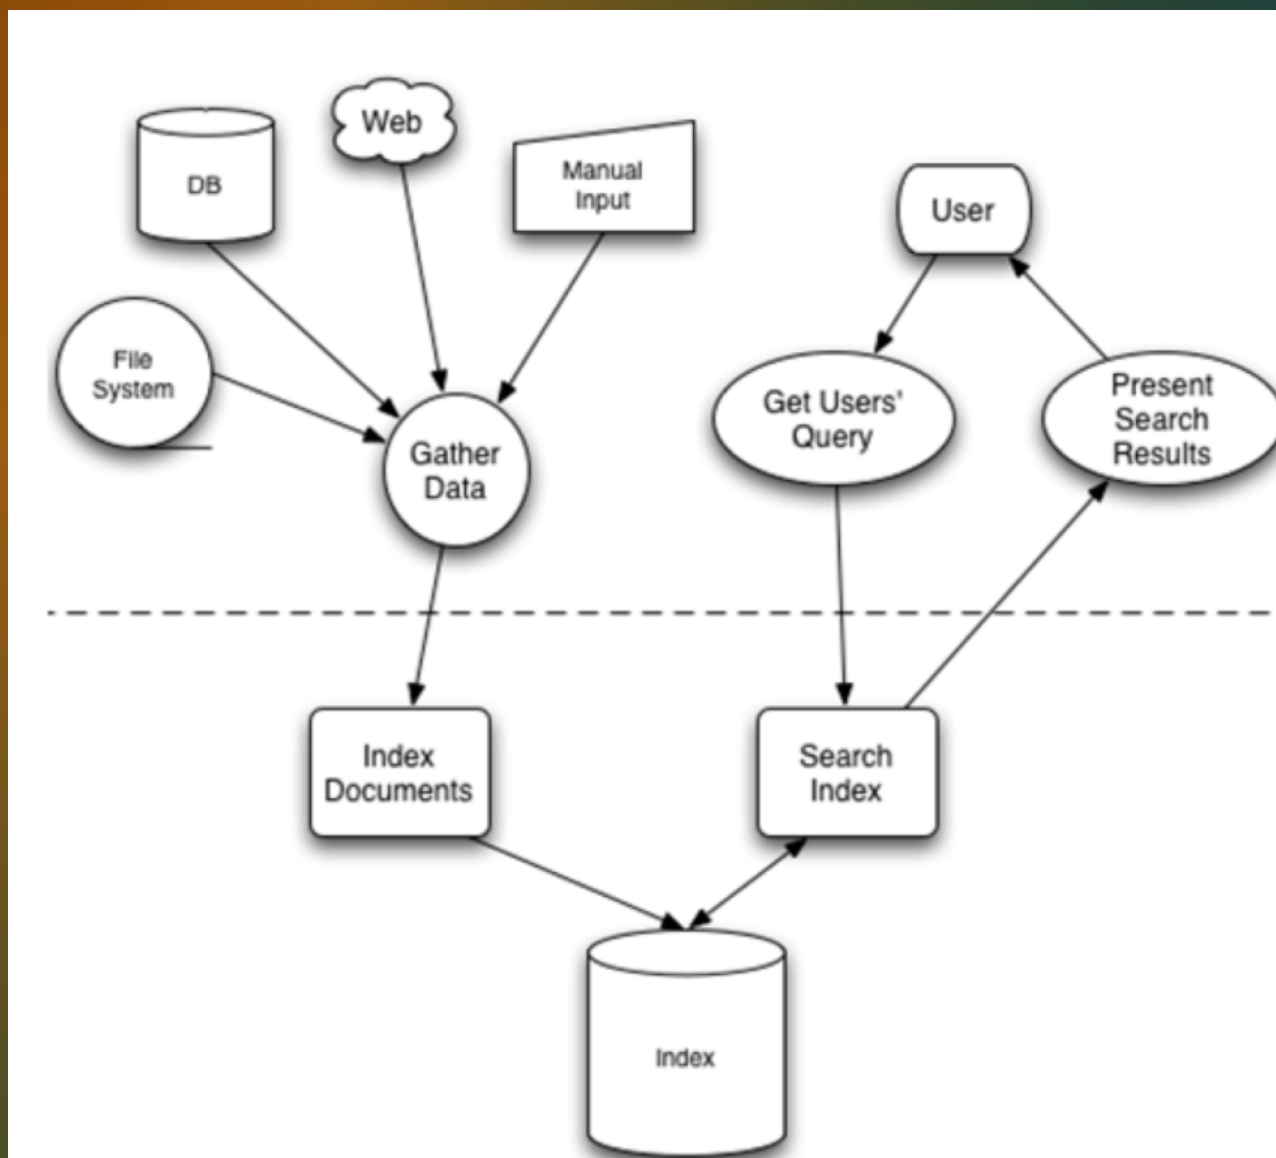 Web
DB
Manual
Input
User
File
System
Gather
Data
Get Users'
Query
Present
Search
Results
Index
Documents
Search
Index
Index